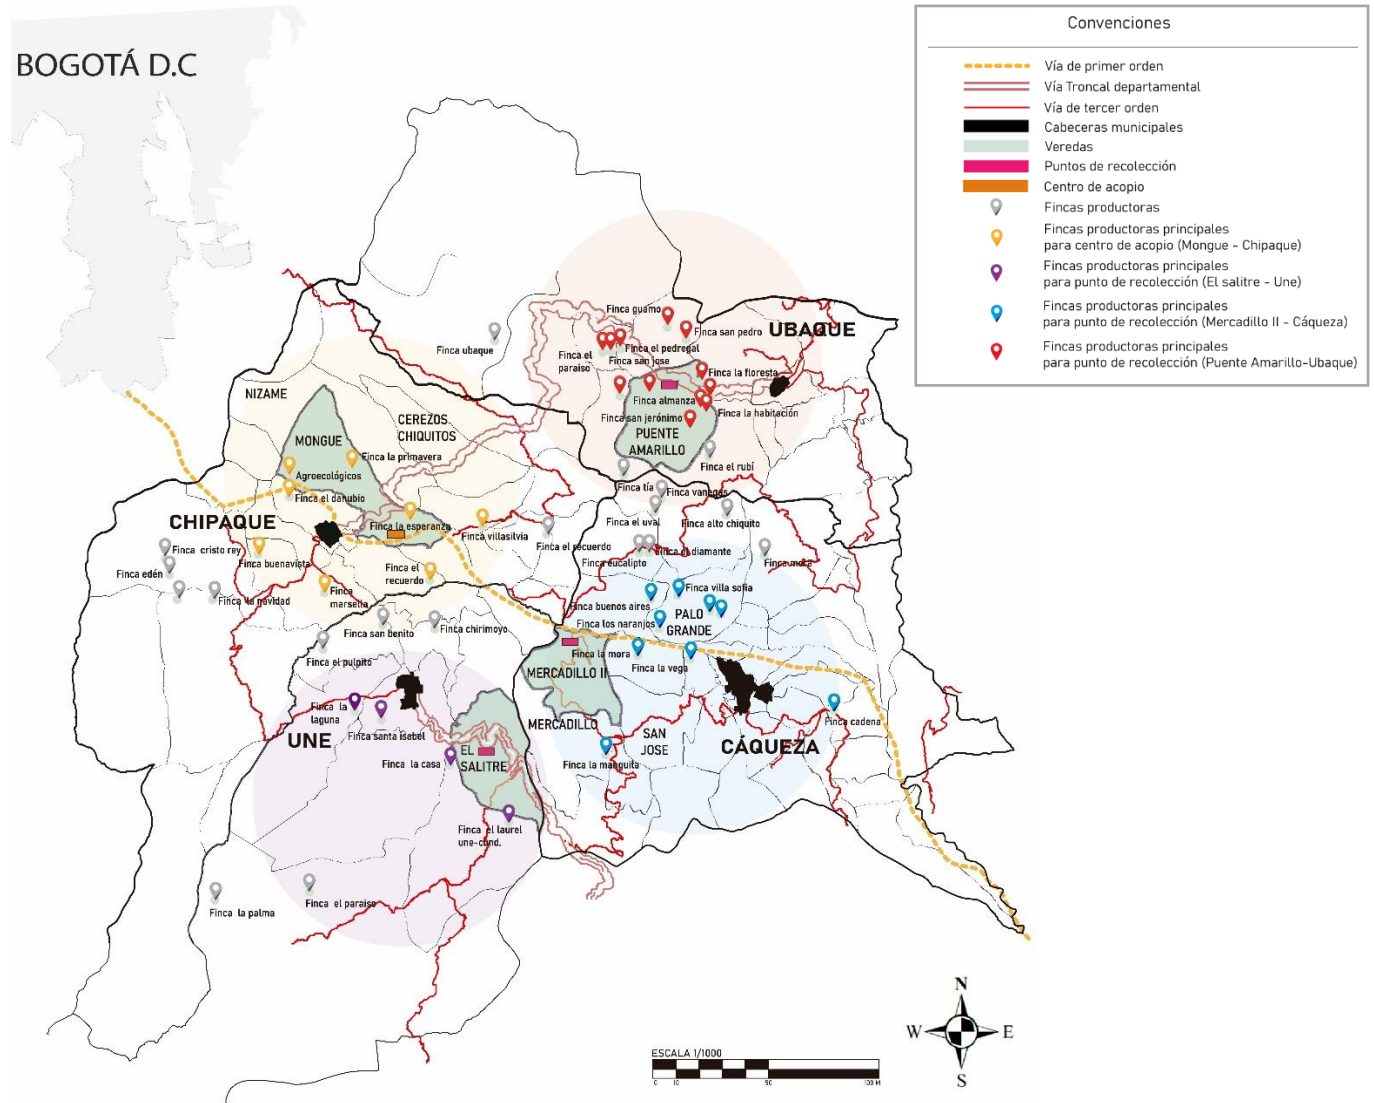 BOGOTÁ D.C
Convenciones
Vía de primer orden
Vía Troncal departamental
Vía de tercer orden
Cabeceras municipales
Veredas
Puntos de recolección
Centro de acopio
Fincas productoras
Fincas productoras principales
para centro de acopio (Mongue - Chipaque)
Fincas productoras principales
para punto de recolección (El salitre - Une)
Fincas productoras principales
para punto de recolección (Mercadillo II - Cáqueza)
Fincas productoras principales
para punto de recolección (Puente Amarillo-Ubaque)
Finca guamo
UBAQUE
Finca san pedro
Finca ubaque
Finca el pedregal
Finca el
paraiso
Finca san jose
Finca la floresta
NIZAME
Finca almanza
CEREZOS
CHIQUITOS
Finca san jerónimo
Finca la habitación
MONGUE
PUENTE
AMARILLO
Finca la primavera
Finca el rubí
Agroecológicos
Finca el danubio
Finca tía
Finca vanegas
CHIPAQUE
Finca la esperanza
Finca el uval
Finca alto chiquito
Finca villasilvia
Finca el recuerdo
Finca cristo rey
Finca buenavista
Finca el diamante
Finca eucalipto
Finca mora
Finca edén
Finca el
recuerdo
Finca la navidad
Finca
marsella
Finca villa sofia
Finca buenos aires
PALO
GRANDE
Finca los naranjos
Finca san benito
Finca chirimoyo
Finca el pulpito
Finca la mora
Finca la vega
MERCADILLO II
Finca la
laguna
MERCADILLO
Finca cadena
UNE
Finca santa isabel
SAN
JOSE
CÁQUEZA
EL
SALITRE
Finca la casa
Finca la manguita
Finca el laurel
une-cund.
Finca el paraiso
Finca la palma
N
W
E
S
ESCALA 1/1000
0 10 50 100 M